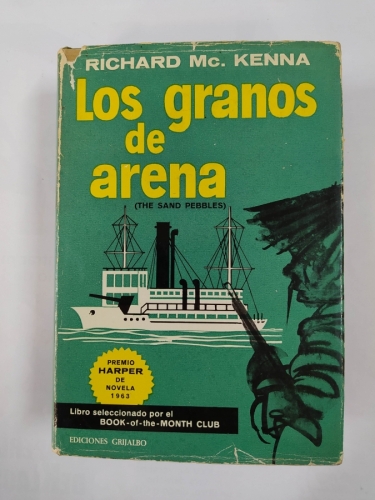 RICHARD Mc. KENNA
Los granos
de
arena
(THE SAND PEBBLES)
PREMIO
HARPER
DE
NOVELA
1963
Libro seleccionado por el
BOOK-of-the-MONTH CLUB
EDICIONES GRIJALBO